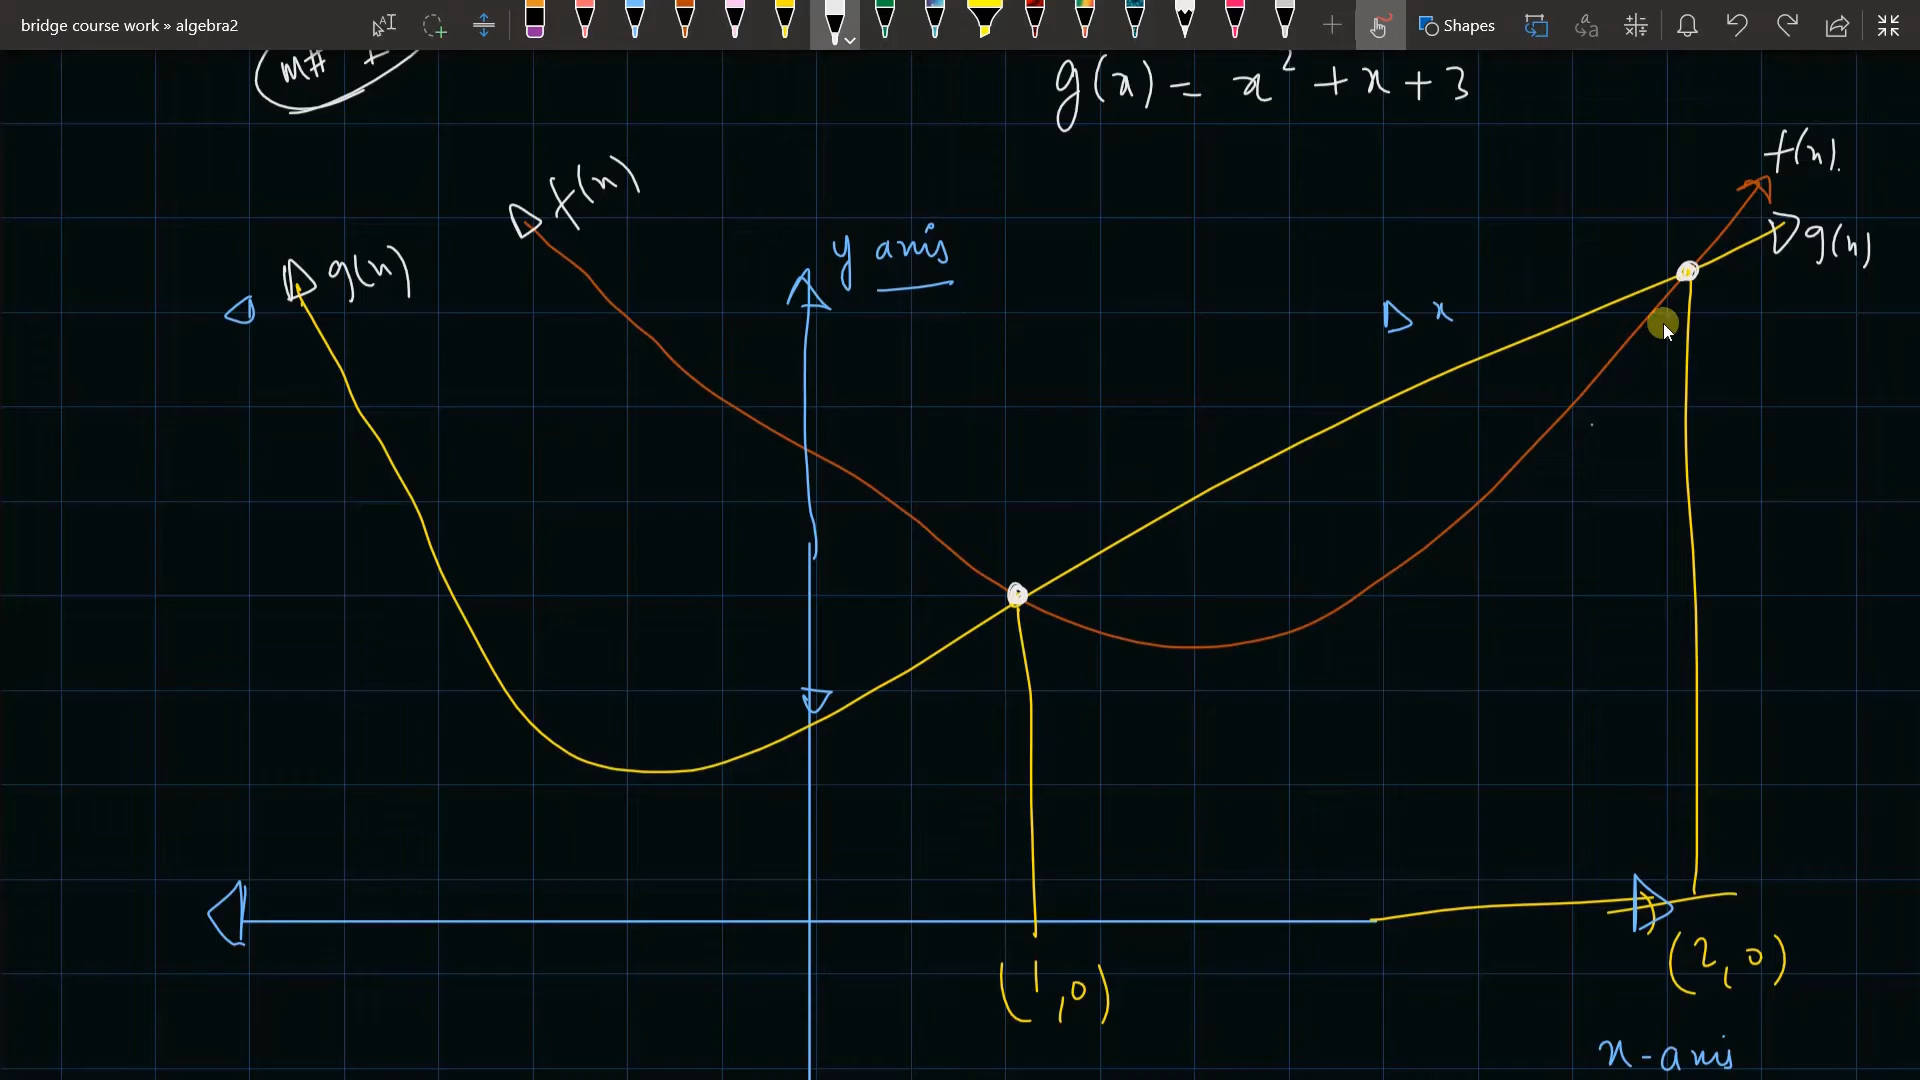 bridge course work » algebra2
Shapes
m#
g(x) = x² + x + 3
f(x).
f(x)
g(x)
g(x)
y axis
x
(1,0)
(2,0)
x-axis